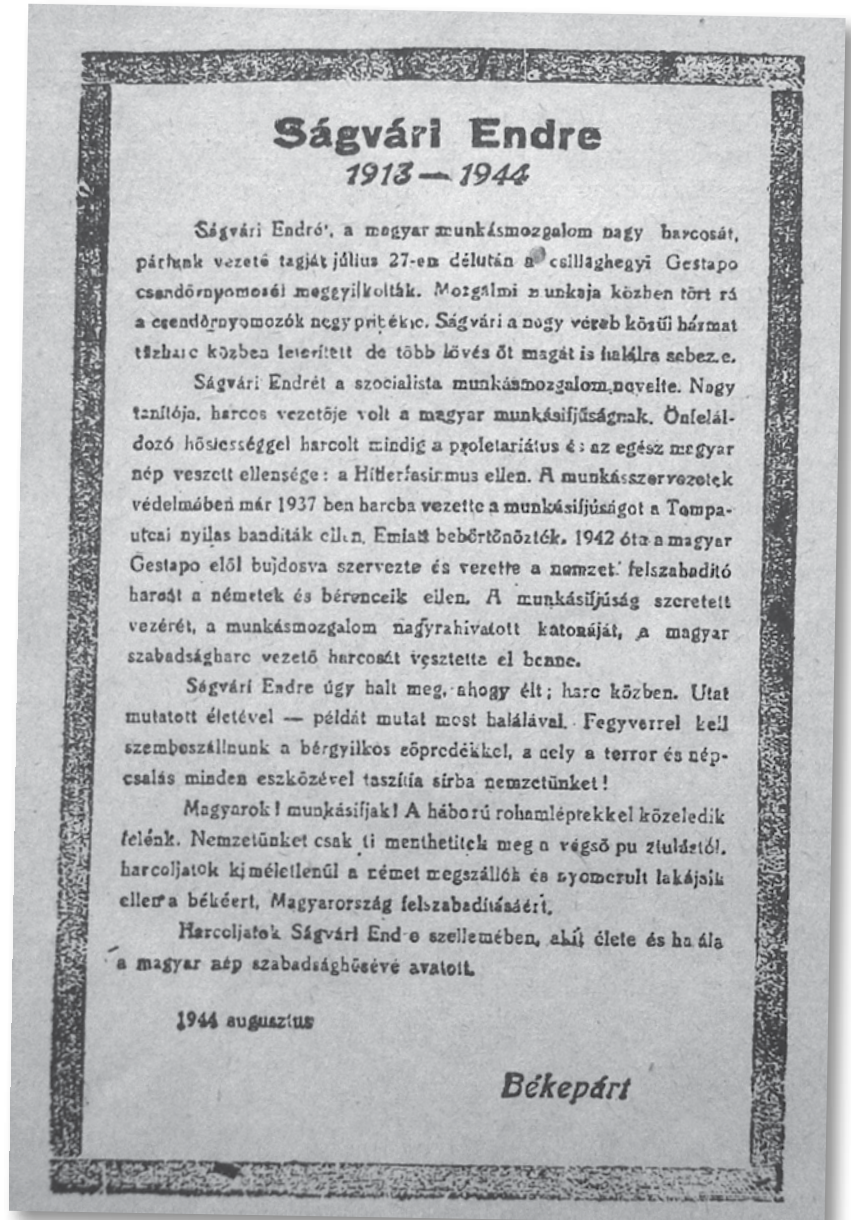 Ságvári Endre
1913 — 1944
Ságvári Endré', a magyar munkásmozgalom nagy harcosát,
pártunk vezető tagját július 27-en délután a csillaghegyi Gestapo
csendőrnyomozói meggyilkolták. Mozgalmi munkaja közben tört rá
a csendőrnyomozók négy pribékje. Ságvári a négy véreb közül hármat
tűzharc közben leterített de több lövés őt magát is halálra sebezte.
Ságvári Endrét a szocialista munkásmozgalom nevelte. Nagy
tanítója, harcos vezetője volt a magyar munkásifjúságnak. Önfelál-
dozó hősiességgel harcolt mindig a proletariátus és az egész magyar
nép veszett ellensége: a Hitlerfasizmus ellen. A munkásszervezetek
védelmében már 1937 ben harcba vezette a munkásifjúságot a Tompa-
utcai nyilas banditák ellen. Emiatt bebörtönözték. 1942 óta a magyar
Gestapo elől bujdosva szervezte és vezette a nemzeti felszabadító
harcát a németek és bérenceik ellen. A munkásifjúság szeretett
vezérét, a munkásmozgalom nagyrahivatott katonáját, a magyar
szabadságharc vezető harcosát vesztette el benne.
Ságvári Endre úgy halt meg, ahogy élt; harc közben. Utat
mutatott életével — példát mutat most halálával. Fegyverrel kell
szembeszállnunk a bérgyilkos söpredékkel, a mely a terror és nép-
csalás minden eszközével taszítja sírba nemzetünket!
Magyarok! munkásifjak! A háború rohamléptekkel közeledik
felénk. Nemzetünket csak ti menthetitek meg a végső pusztulástól.
harcoljatok kíméletlenül a német megszállók és nyomorult lakájaik
ellen a békéért, Magyarország felszabadításáért.
Harcoljatok Ságvári Endre szellemében, akit élete és halála
a magyar nép szabadsághősévé avatott.
1944 augusztus
Békepárt